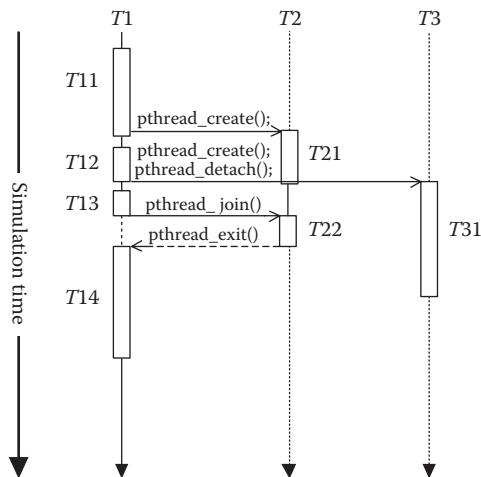 T1 T2 T3
T11
pthread_create();
T12
pthread_create();
pthread_detach();
T21
T13
pthread_ join()
pthread_exit()
T22
T31
T14
Simulation time